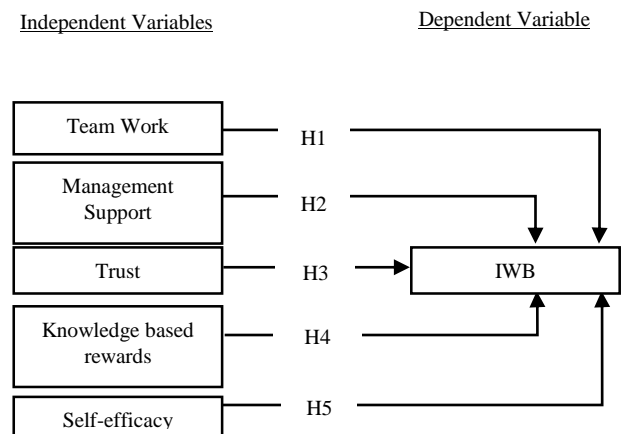 Independent Variables
Dependent Variable
Team Work
H1
Management
Support
H2
Trust
H3
IWB
Knowledge based
rewards
H4
Self-efficacy
H5